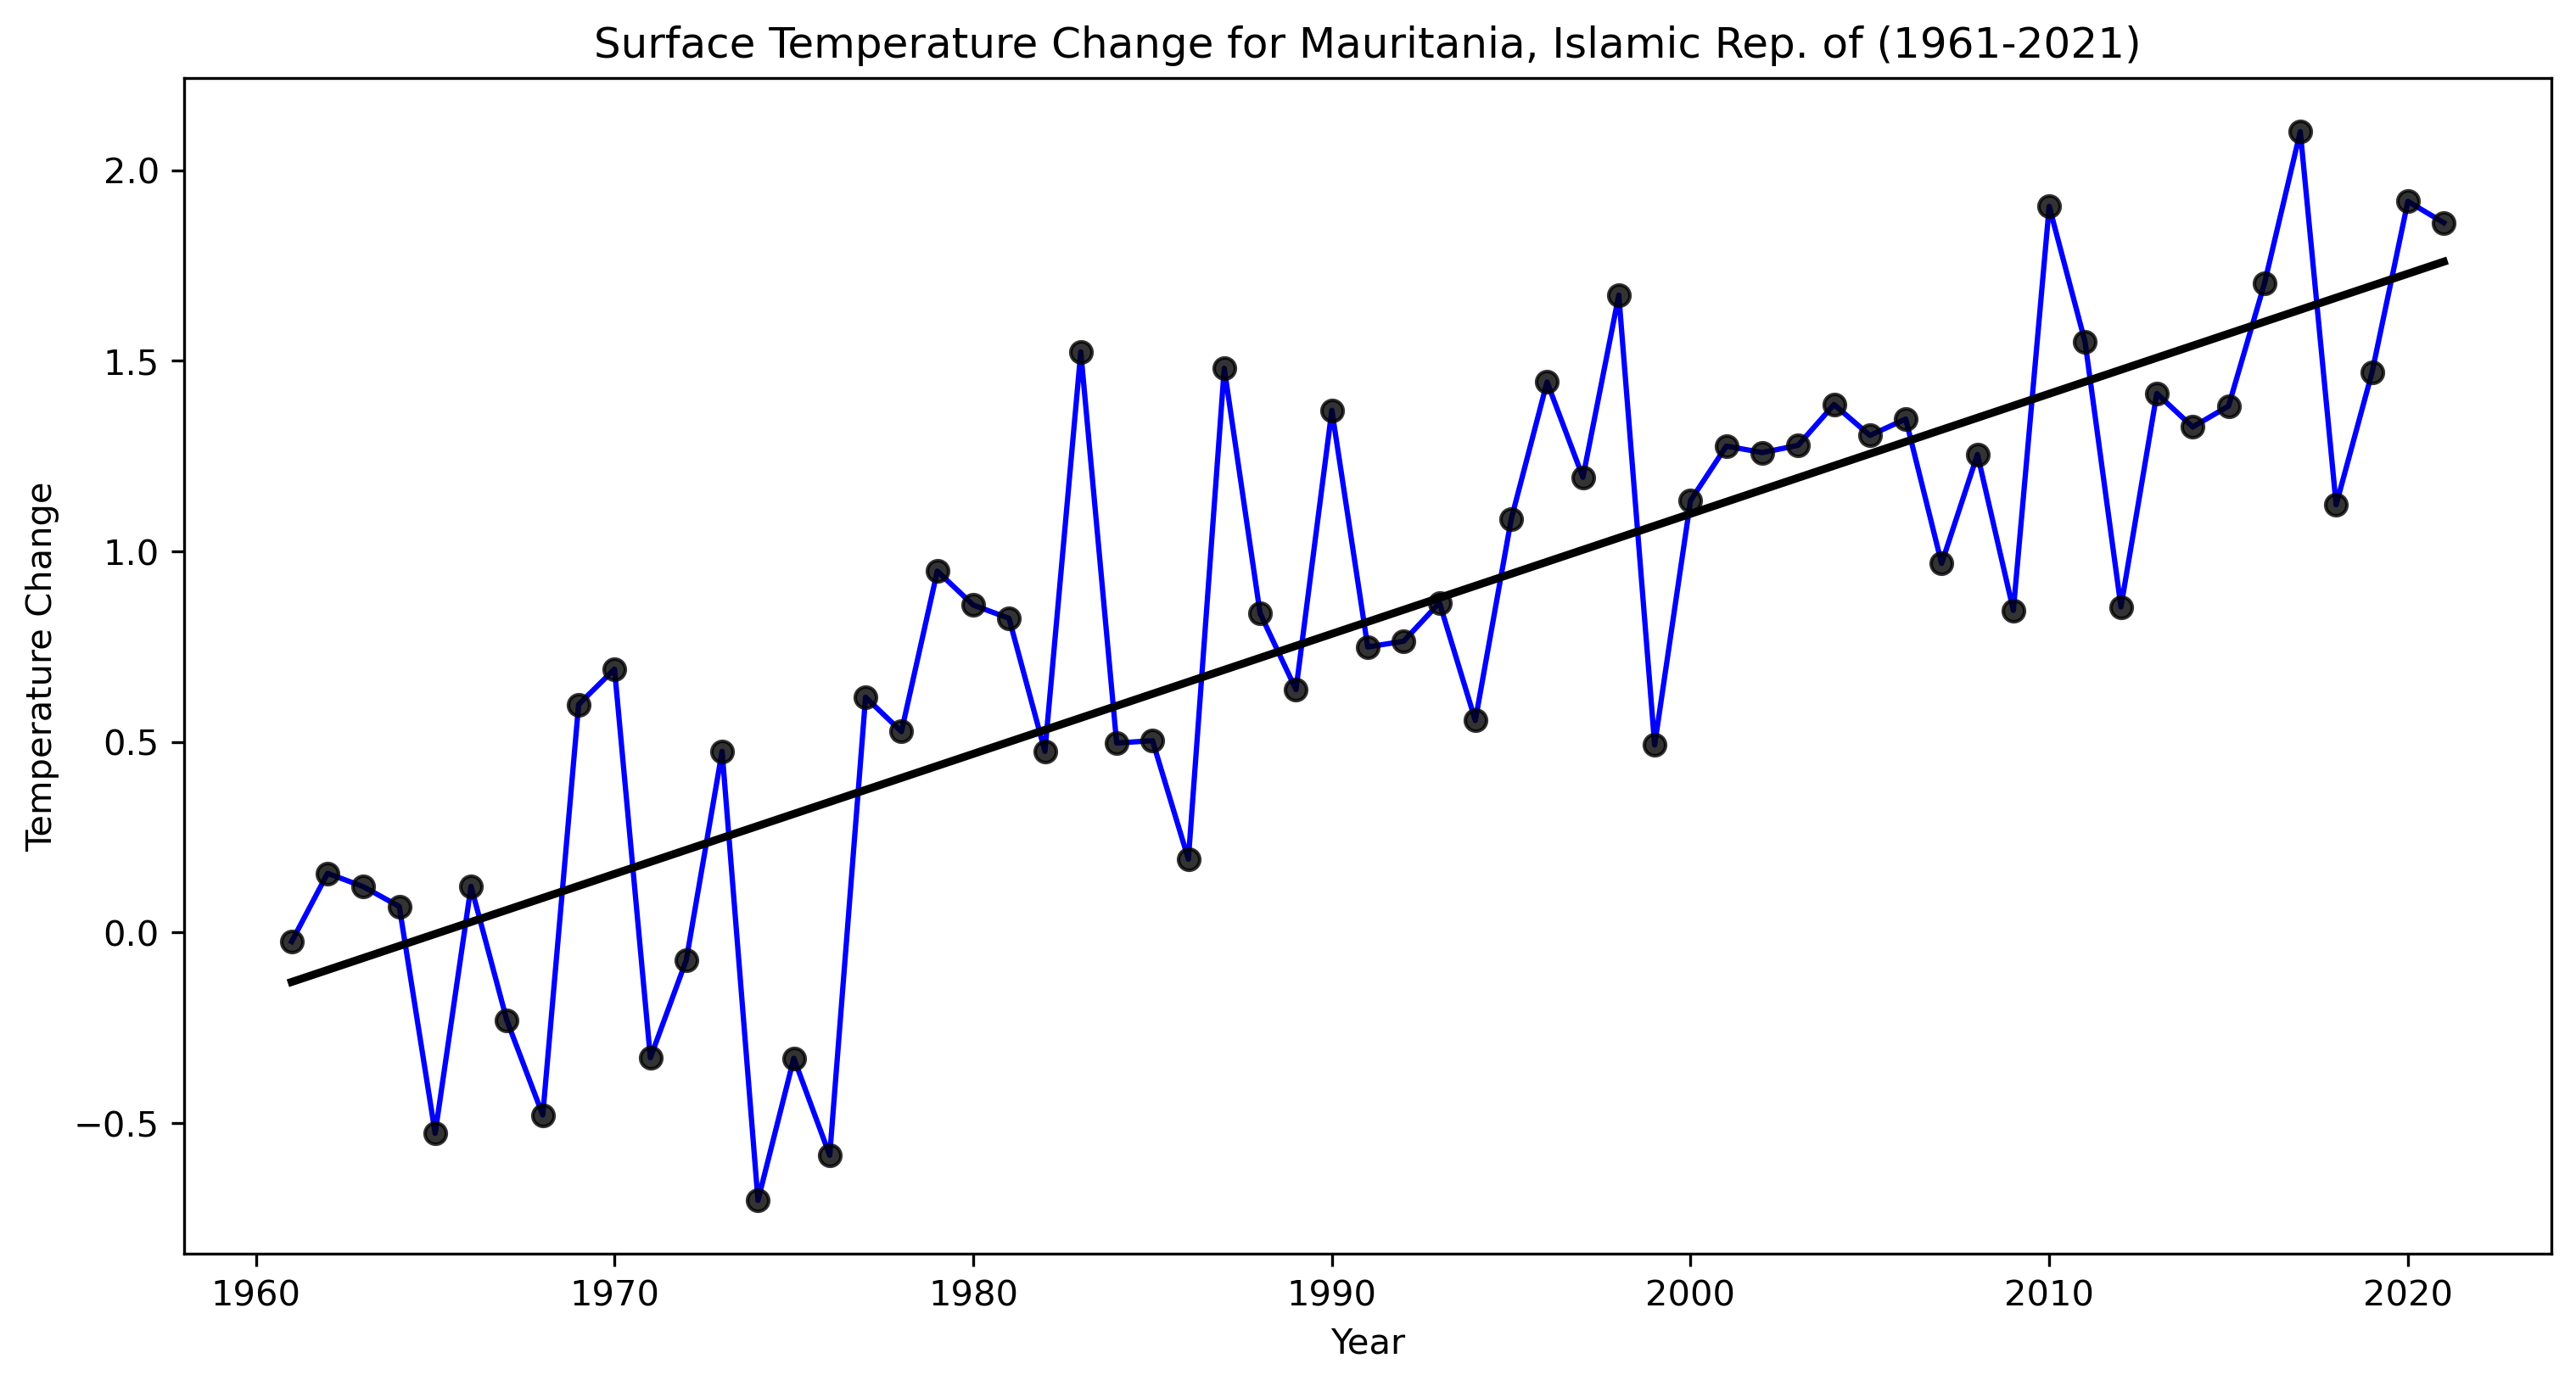 Surface Temperature Change for Mauritania, Islamic Rep. of (1961-2021)
Temperature Change
2.0
1.5
1.0
0.5
0.0
−0.5
1960 1970 1980 1990 2000 2010 2020
Year